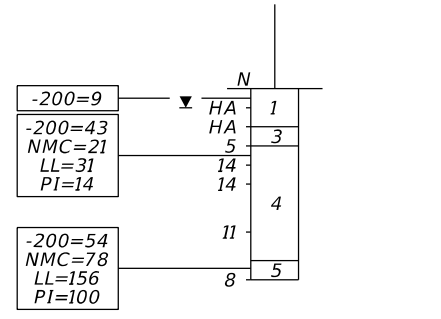 N
-200=9
HA
1
-200=43
NMC=21
LL=31
PI=14
HA
3
5
14
14
4
11
-200=54
NMC=78
LL=156
PI=100
5
8